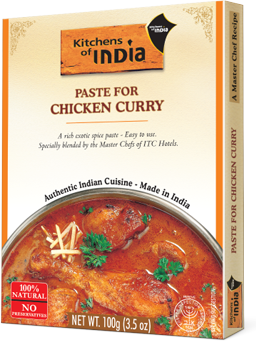 Kitchens
of INDIA
INDIA
PASTE FOR
CHICKEN CURRY
A rich exotic spice paste - Easy to use.
Specially blended by the Master Chefs of ITC Hotels.
Authentic Indian Cuisine - Made in India
100%
NATURAL
NO
PRESERVATIVES
NET WT. 100g (3.5 oz)
A Master Chef Recipe
PASTE FOR CHICKEN CURRY
Kitchens
of INDIA